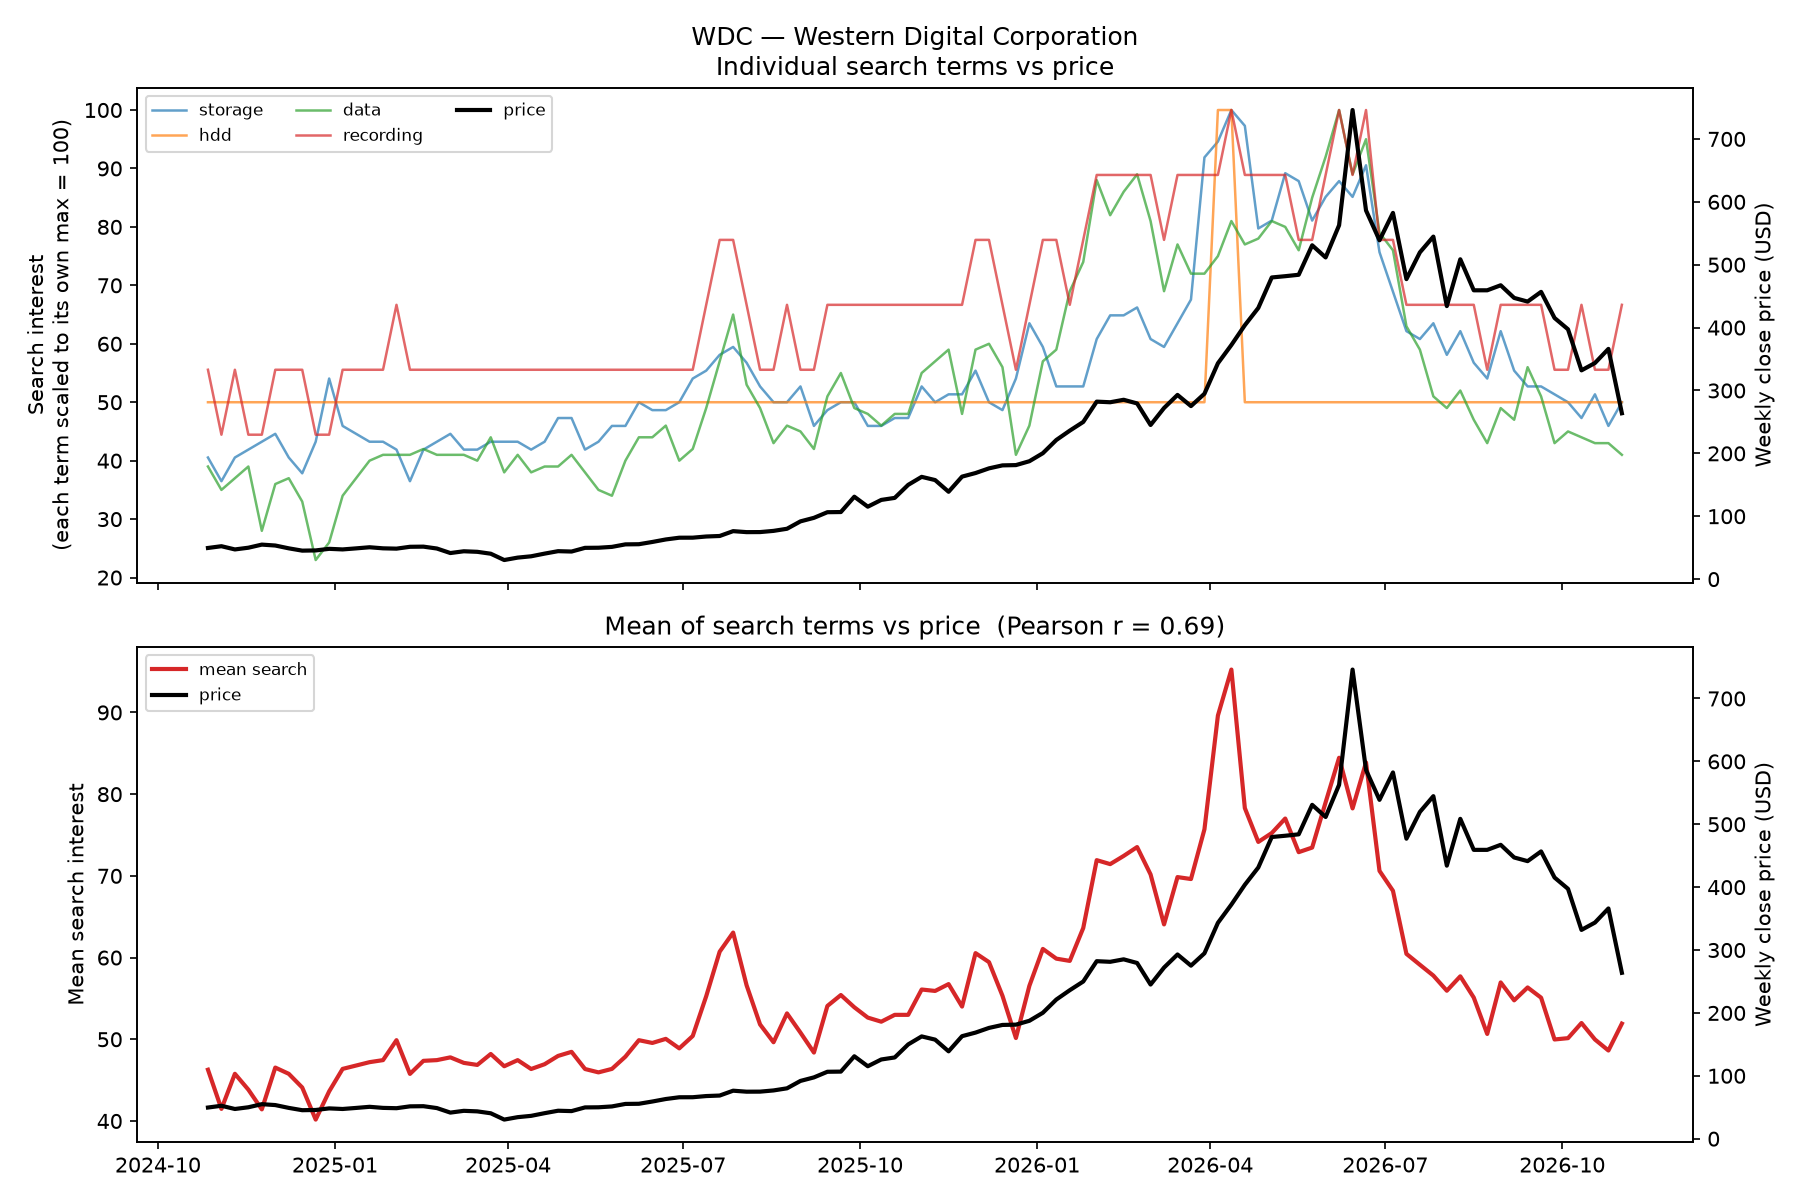 WDC — Western Digital Corporation
Individual search terms vs price
storage
hdd
data
recording
price
Search interest
(each term scaled to its own max = 100)
100
90
80
70
60
50
40
30
20
700
600
500
400
300
200
100
0
Weekly close price (USD)
Mean of search terms vs price (Pearson r = 0.69)
mean search
price
Mean search interest
90
80
70
60
50
40
700
600
500
400
300
200
100
0
Weekly close price (USD)
2024-10
2025-01
2025-04
2025-07
2025-10
2026-01
2026-04
2026-07
2026-10